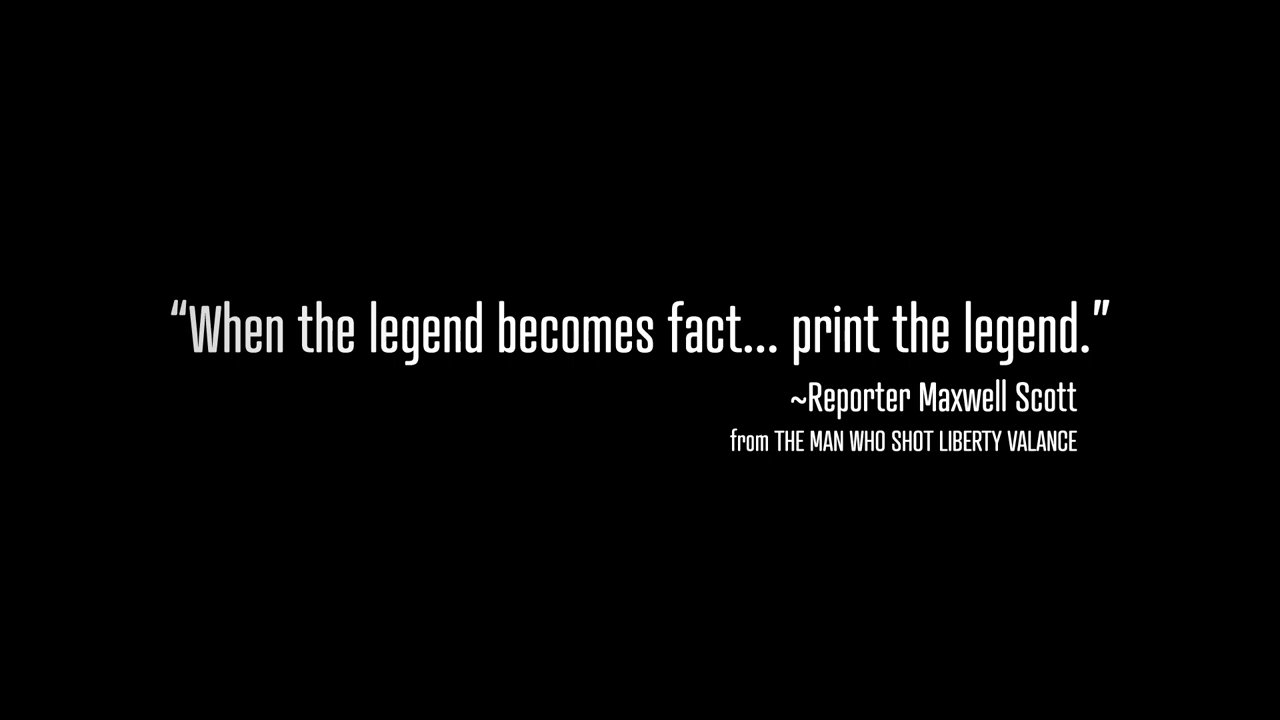 “When the legend becomes fact... print the legend.”
~Reporter Maxwell Scott
from THE MAN WHO SHOT LIBERTY VALANCE